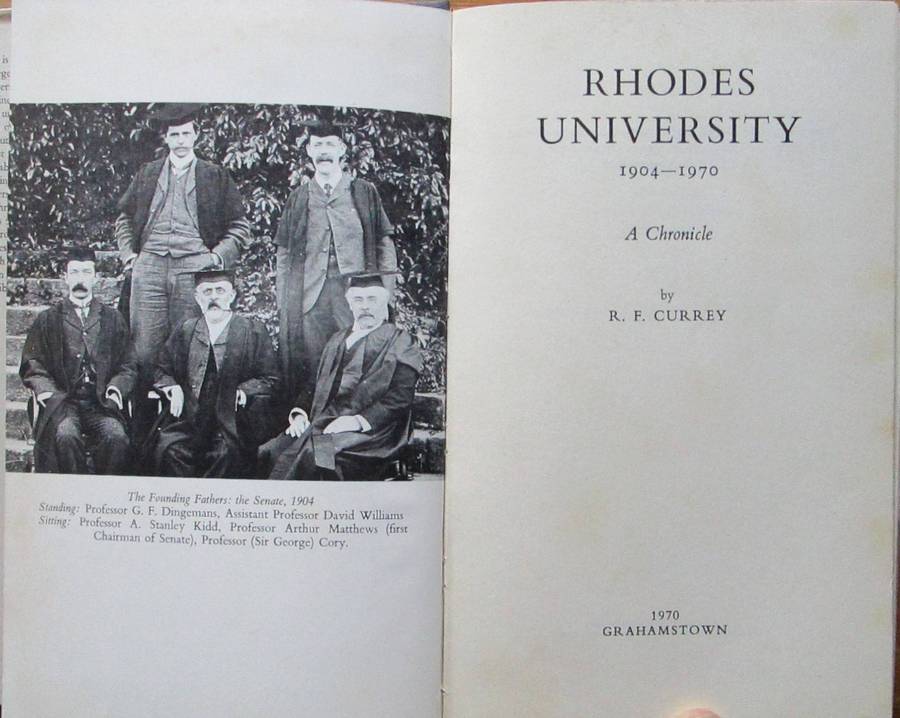 The Founding Fathers: the Senate, 1904
Standing: Professor G. F. Dingemans, Assistant Professor David Williams
Sitting: Professor A. Stanley Kidd, Professor Arthur Matthews (first
Chairman of Senate), Professor (Sir George) Cory.
RHODES
UNIVERSITY
1904—1970
A Chronicle
by
R. F. CURREY
1970
GRAHAMSTOWN